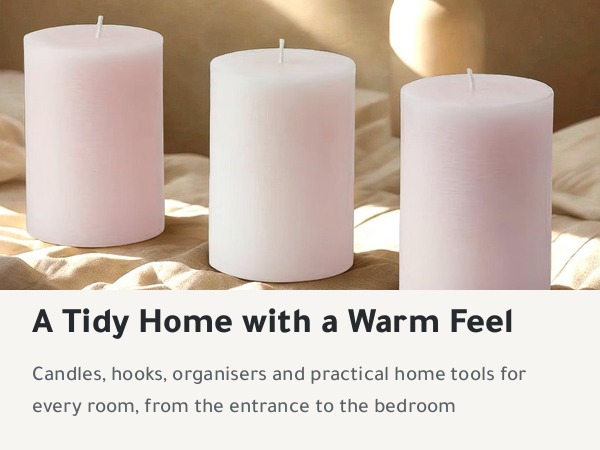 A Tidy Home with a Warm Feel
Candles, hooks, organisers and practical home tools for
every room, from the entrance to the bedroom